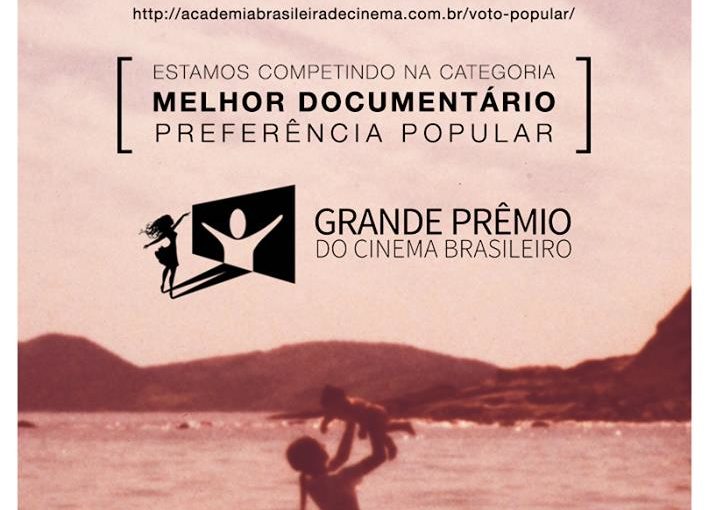 http://academiabrasileiradecinema.com.br/voto-popular/
ESTAMOS COMPETINDO NA CATEGORIA
MELHOR DOCUMENTÁRIO
PREFERÊNCIA POPULAR
GRANDE PRÊMIO
DO CINEMA BRASILEIRO